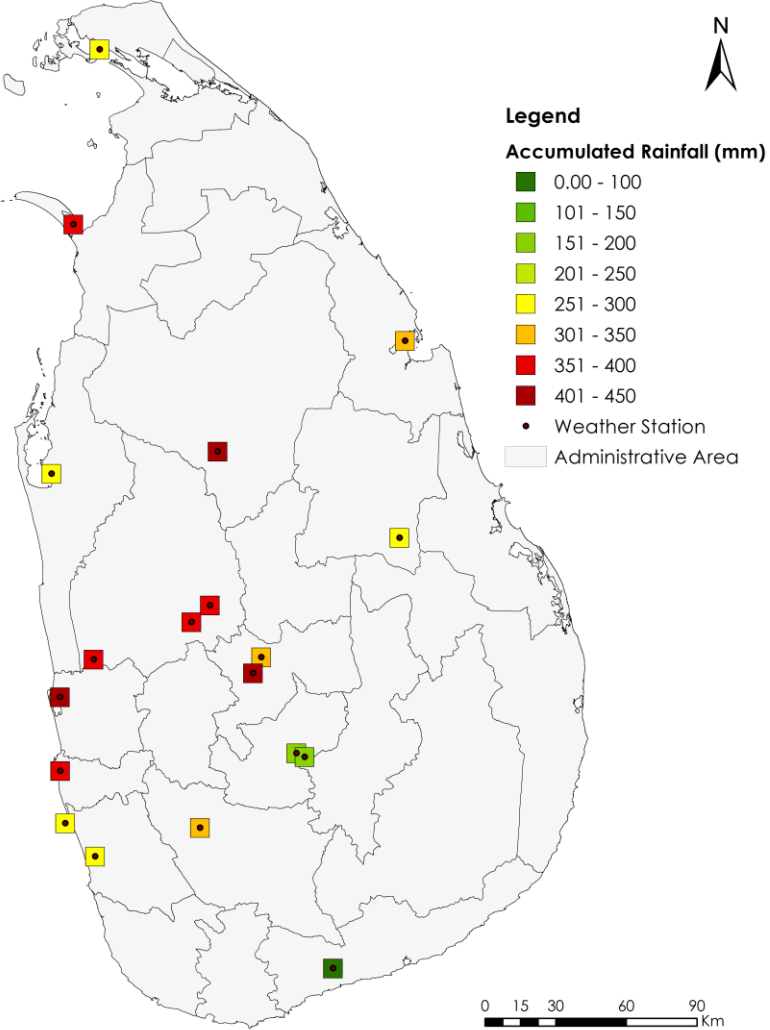 N
Legend
Accumulated Rainfall (mm)
0.00 - 100
101 - 150
151 - 200
201 - 250
251 - 300
301 - 350
351 - 400
401 - 450
Weather Station
Administrative Area
0 15 30 60 90
Km